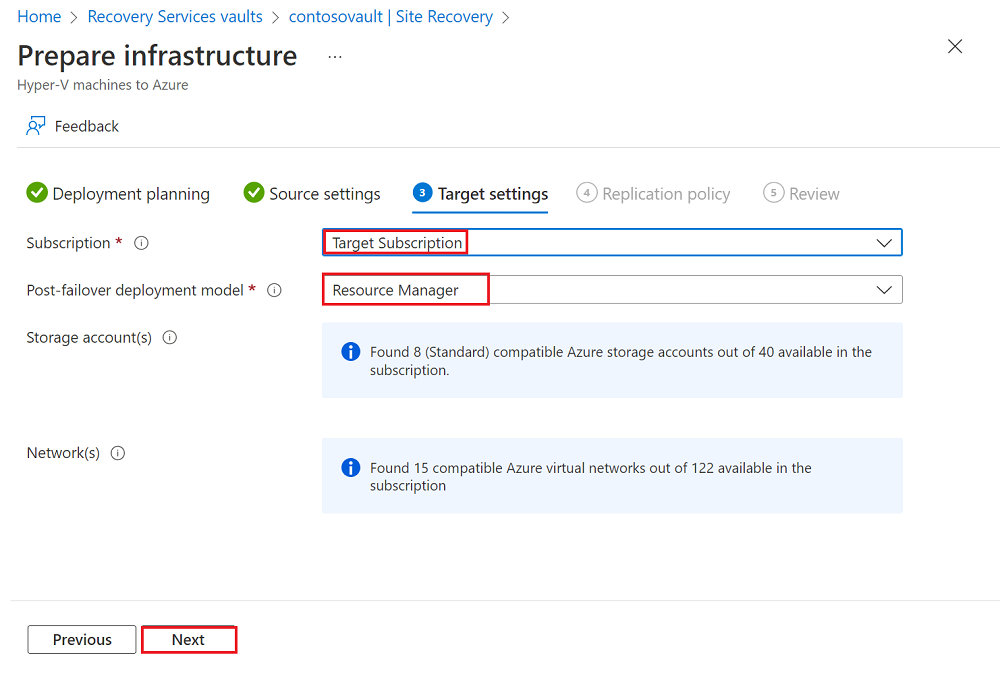 Home > Recovery Services vaults > contosovault | Site Recovery >
Prepare infrastructure ...
Hyper-V machines to Azure
Feedback
Deployment planning Source settings 3 Target settings 4 Replication policy 5 Review
Subscription * Target Subscription
Post-failover deployment model * Resource Manager
Storage account(s)
Found 8 (Standard) compatible Azure storage accounts out of 40 available in the
subscription.
Network(s)
Found 15 compatible Azure virtual networks out of 122 available in the
subscription
Previous Next